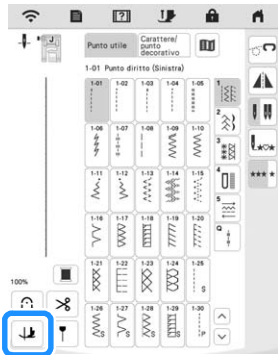 J
Punto utile
Carattere/
punto
decorativo
1-01 Punto diritto (Sinistra)
1-01 1-02 1-03 1-04 1-05
1-06 1-07 1-08 1-09 1-10
1-11 1-12 1-13 1-14 1-15
1-16 1-17 1-18 1-19 1-20
1-21 1-22 1-23 1-24 1-25
S
1-26 1-27 1-28 1-29 1-30
S S S S P
1
2
3
4
5
Q
100%